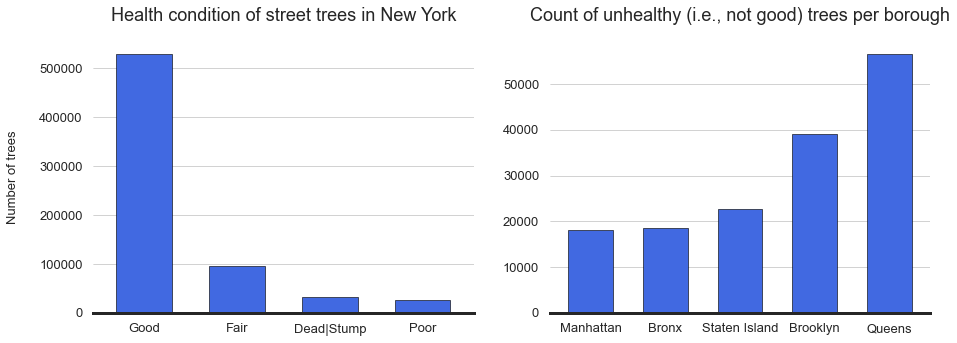 Health condition of street trees in New York
Number of trees
500000
400000
300000
200000
100000
0
Good Fair Dead|Stump Poor
Count of unhealthy (i.e., not good) trees per borough
50000
40000
30000
20000
10000
0
Manhattan Bronx Staten Island Brooklyn Queens